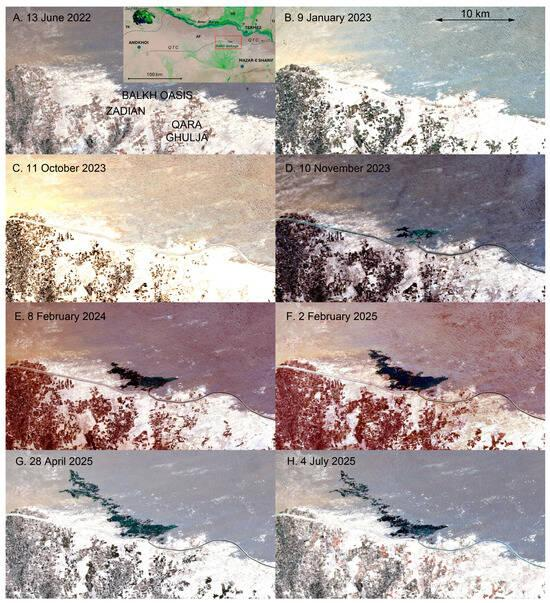 A. 13 June 2022
ANDKHOI
QTC
AF
TERMEZ
QTC
MAZAR-E SHARIF
100 km
BALKH OASIS
ZADIAN
QARA
GHULJA
B. 9 January 2023
10 km
C. 11 October 2023
D. 10 November 2023
E. 8 February 2024
F. 2 February 2025
G. 28 April 2025
H. 4 July 2025